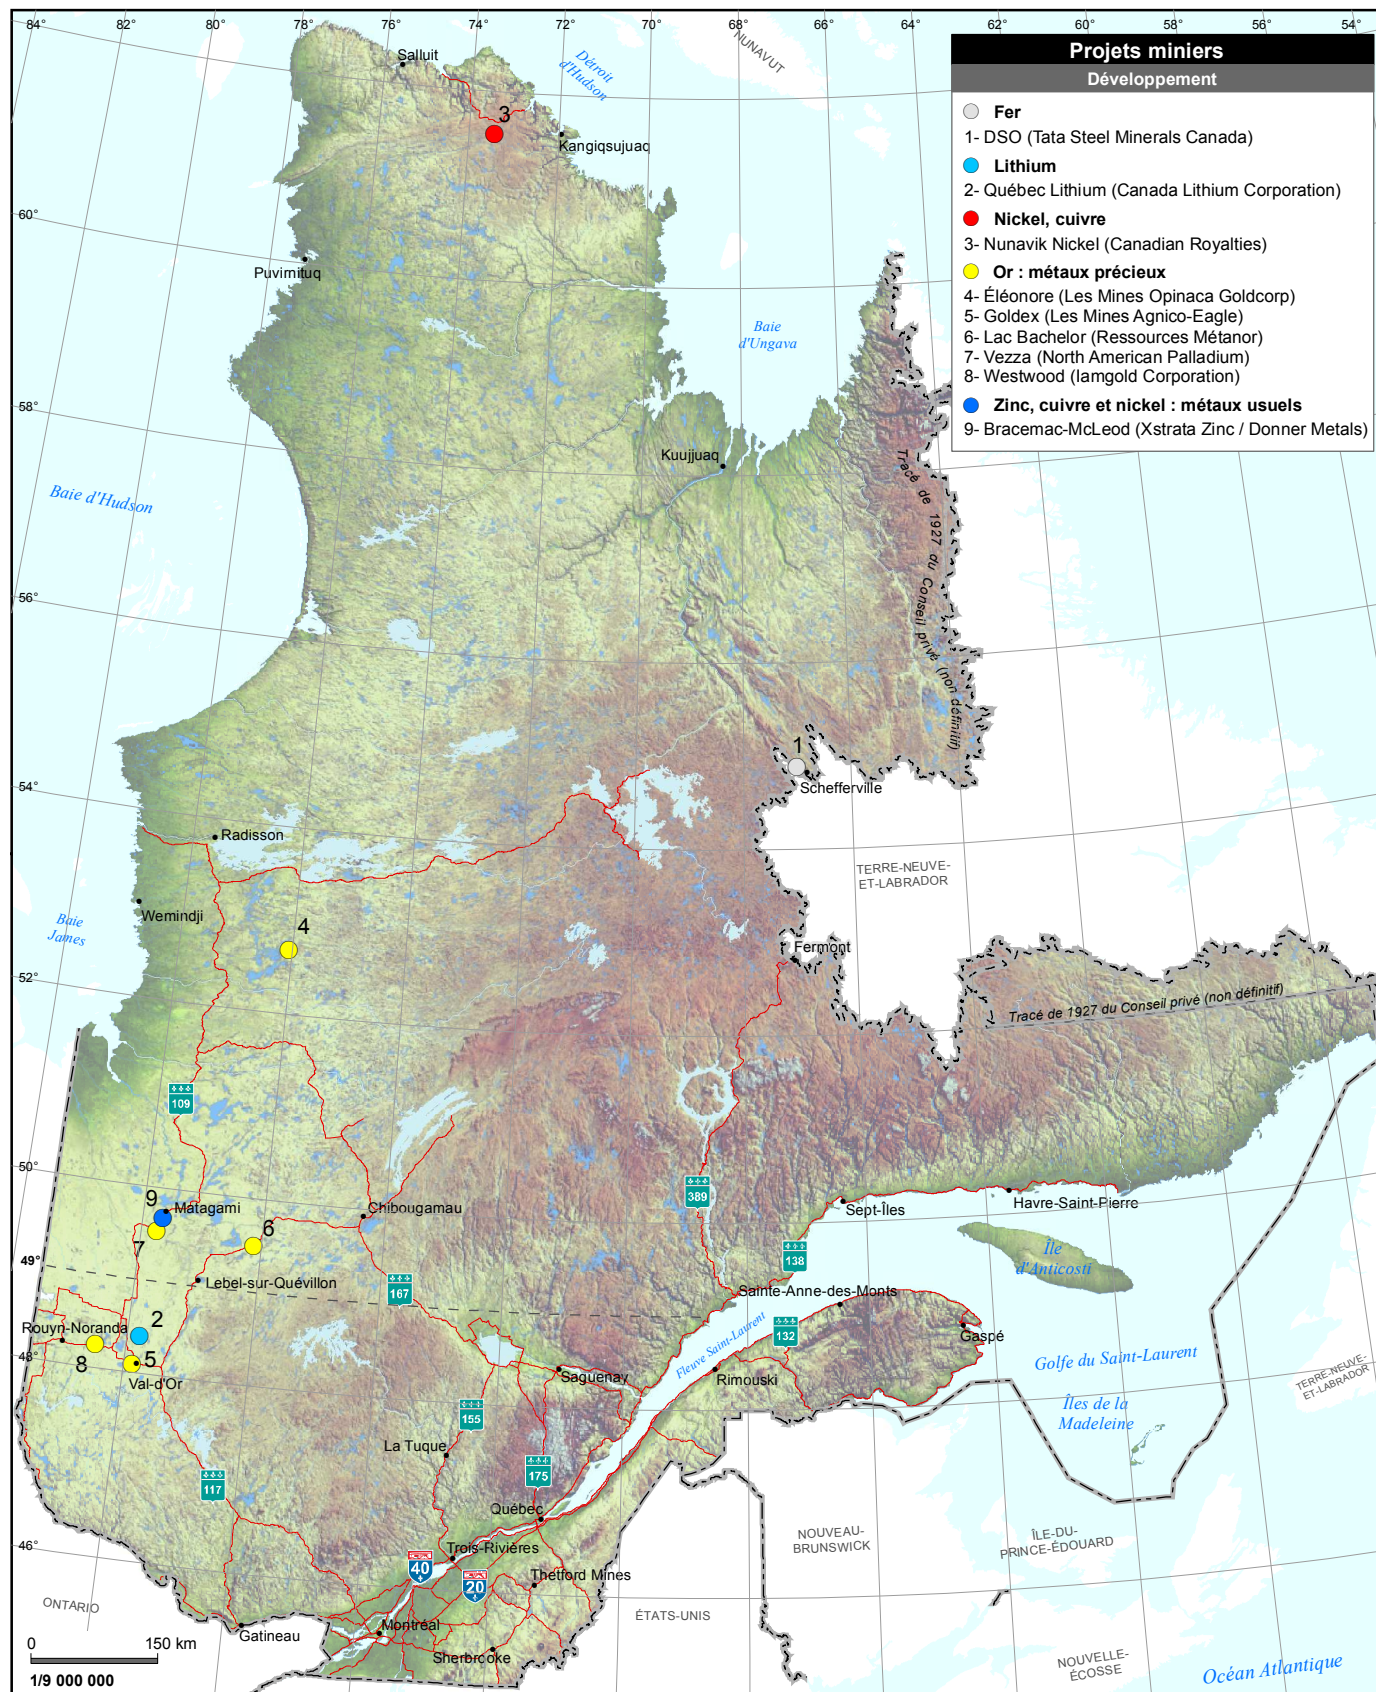 84°
82°
80°
78°
76°
74°
72°
70°
68°
66°
64°
62°
60°
58°
56°
54°
Projets miniers
Développement
Fer
1- DSO (Tata Steel Minerals Canada)
Lithium
2- Québec Lithium (Canada Lithium Corporation)
Nickel, cuivre
3- Nunavik Nickel (Canadian Royalties)
Or : métaux précieux
4- Éléonore (Les Mines Opinaca Goldcorp)
5- Goldex (Les Mines Agnico-Eagle)
6- Lac Bachelor (Ressources Métanor)
7- Vezza (North American Palladium)
8- Westwood (Iamgold Corporation)
Zinc, cuivre et nickel : métaux usuels
9- Bracemac-McLeod (Xstrata Zinc / Donner Metals)
Salluit
Détroit
d'Hudson
NUNAVUT
3
Kangiqsujuaq
60°
Puvirnituq
Baie
d'Ungava
58°
Kuujjuaq
Tracé de 1927 du Conseil privé (non définitif)
Baie d'Hudson
56°
1
Schefferville
54°
Radisson
TERRE-NEUVE-
ET-LABRADOR
Wemindji
Baie
James
4
Fermont
52°
Tracé de 1927 du Conseil privé (non définitif)
109
50°
389
9
Matagami
Chibougamau
Sept-Îles
Havre-Saint-Pierre
7
6
49°
138
Île
d'Anticosti
Lebel-sur-Quévillon
167
Sainte-Anne-des-Monts
2
Rouyn-Noranda
132
Gaspé
Fleuve Saint-Laurent
48°
8
5
Val-d'Or
Saguenay
Rimouski
Golfe du Saint-Laurent
TERRE-NEUVE-
ET-LABRADOR
Îles de la
Madeleine
155
La Tuque
117
175
Québec
46°
NOUVEAU-
BRUNSWICK
ÎLE-DU-
PRINCE-ÉDOUARD
Trois-Rivières
40
20
Thetford Mines
ONTARIO
ÉTATS-UNIS
Gatineau
Montréal
Sherbrooke
NOUVELLE-
ÉCOSSE
Océan Atlantique
0
150 km
1/9 000 000